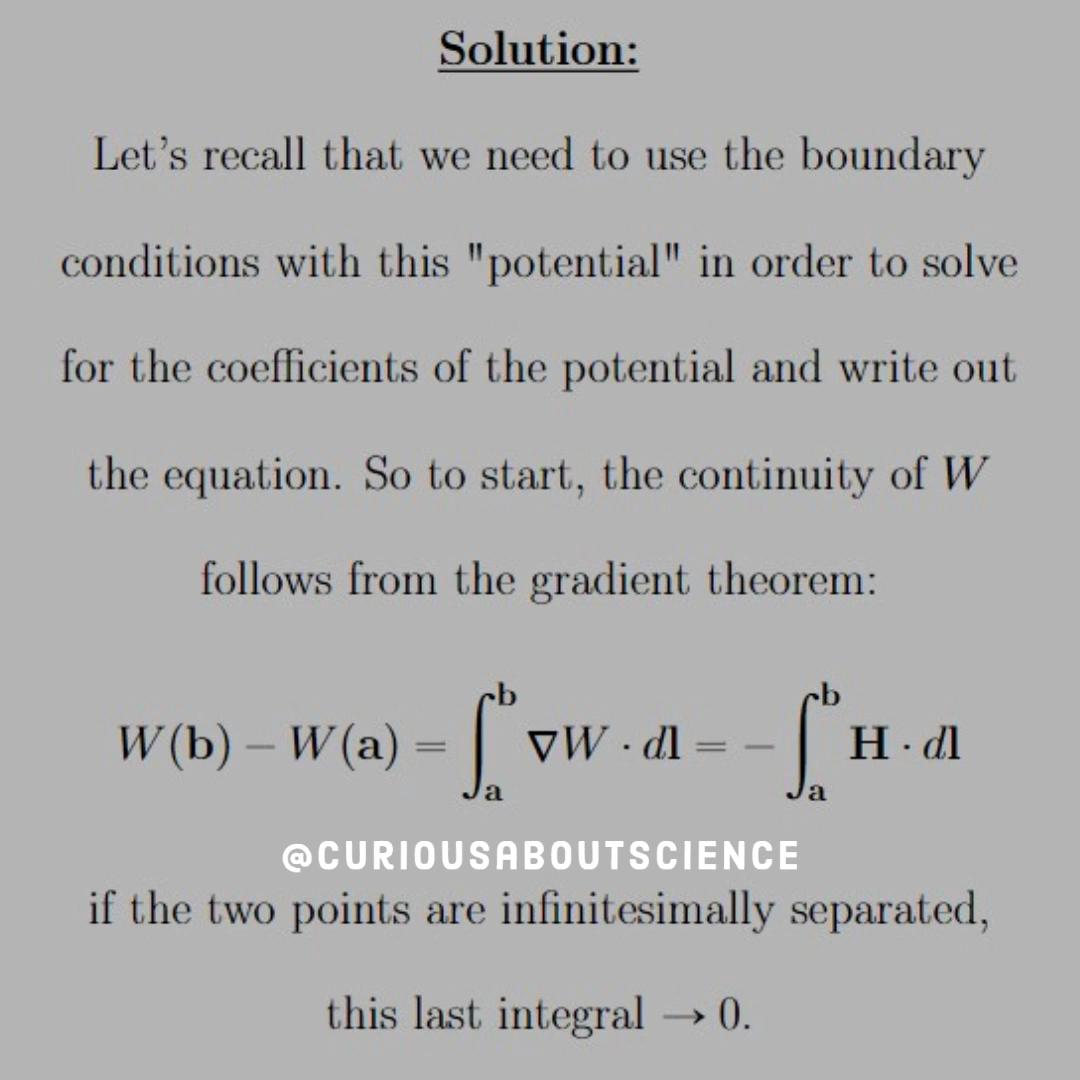 Solution:
Let's recall that we need to use the boundary
conditions with this "potential" in order to solve
for the coefficients of the potential and write out
the equation. So to start, the continuity of W
follows from the gradient theorem:
W(b) − W(a) = ∫ₐᵇ ∇W · dl = − ∫ₐᵇ H · dl
@CURIOUSABOUTSCIENCE
if the two points are infinitesimally separated,
this last integral → 0.